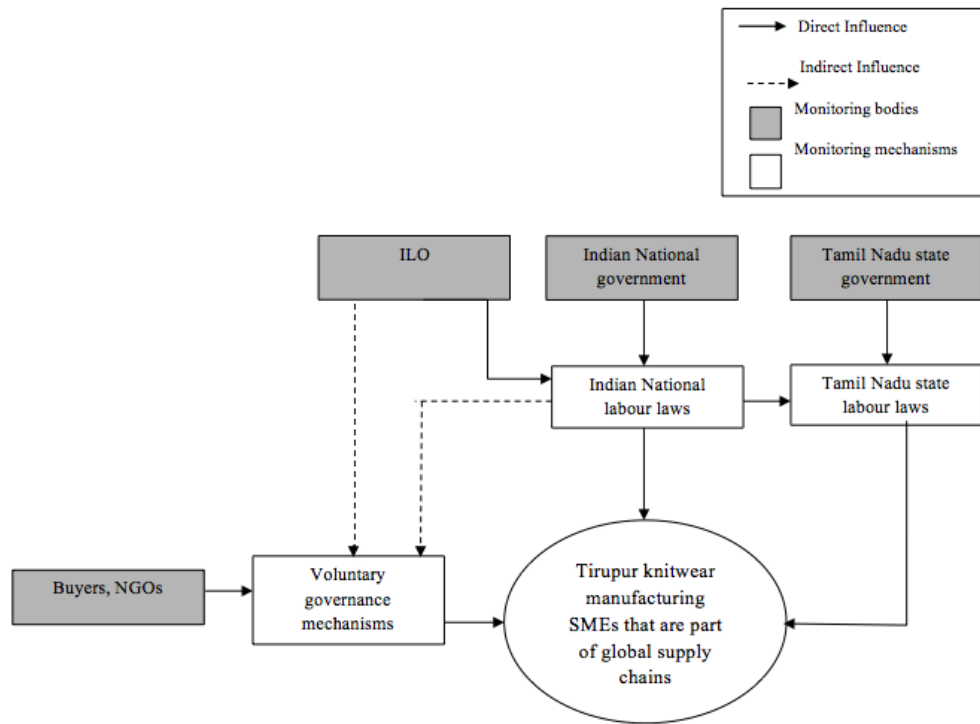 Direct Influence
Indirect Influence
Monitoring bodies
Monitoring mechanisms
ILO
Indian National
government
Tamil Nadu state
government
Indian National
labour laws
Tamil Nadu state
labour laws
Buyers, NGOs
Voluntary
governance
mechanisms
Tirupur knitwear
manufacturing
SMEs that are part
of global supply
chains